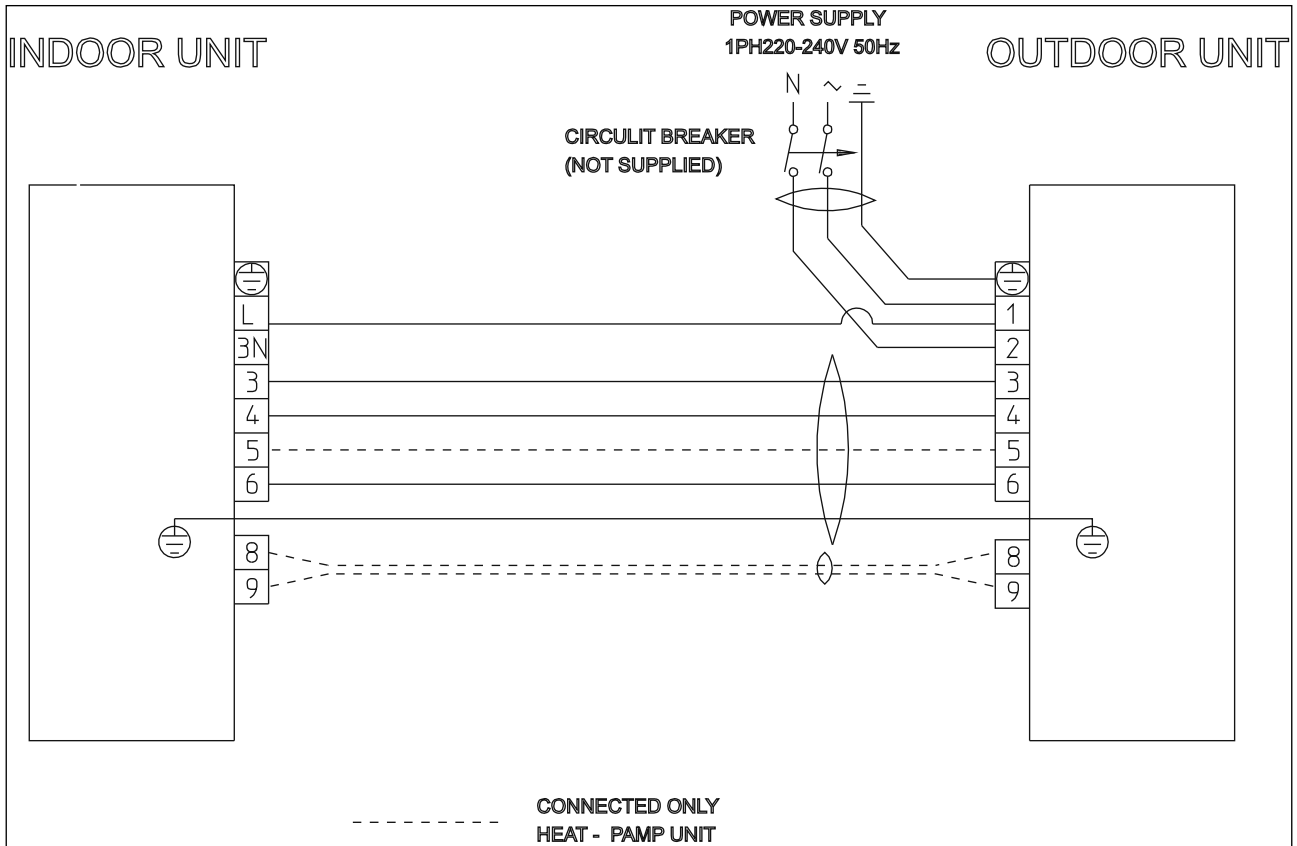 POWER SUPPLY
1PH220-240V 50Hz
INDOOR UNIT
OUTDOOR UNIT
N ~
CIRCULIT BREAKER
(NOT SUPPLIED)
L
3N
3
4
5
6
8
9
1
2
3
4
5
6
8
9
CONNECTED ONLY
HEAT - PAMP UNIT